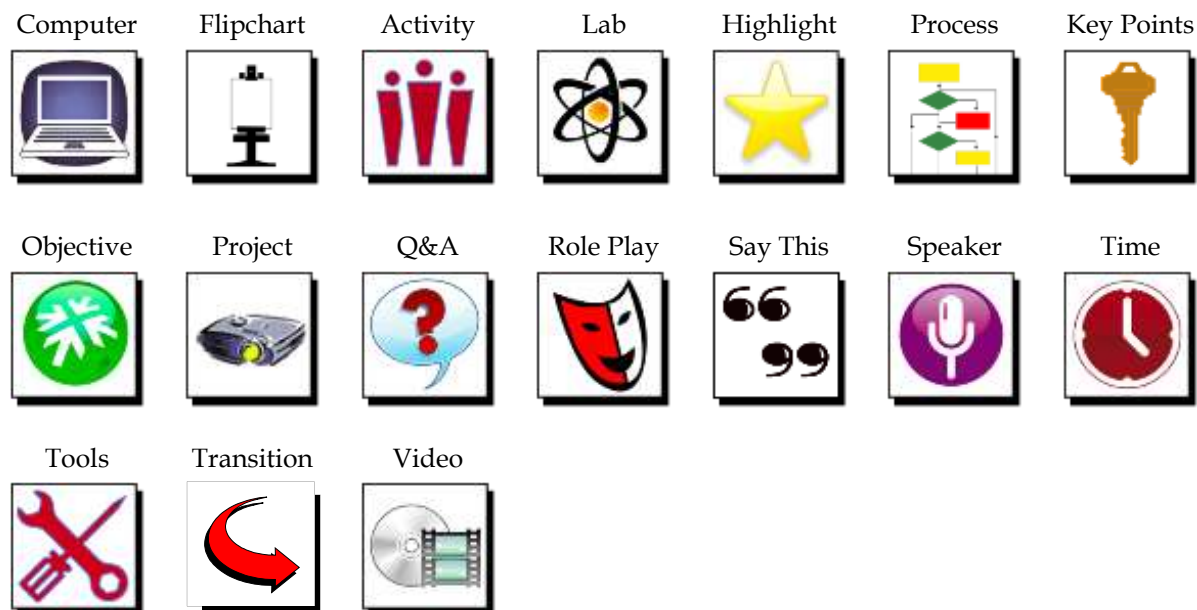 Computer Flipchart Activity Lab Highlight Process Key Points
Objective Project Q&A Role Play Say This Speaker Time
Tools Transition Video